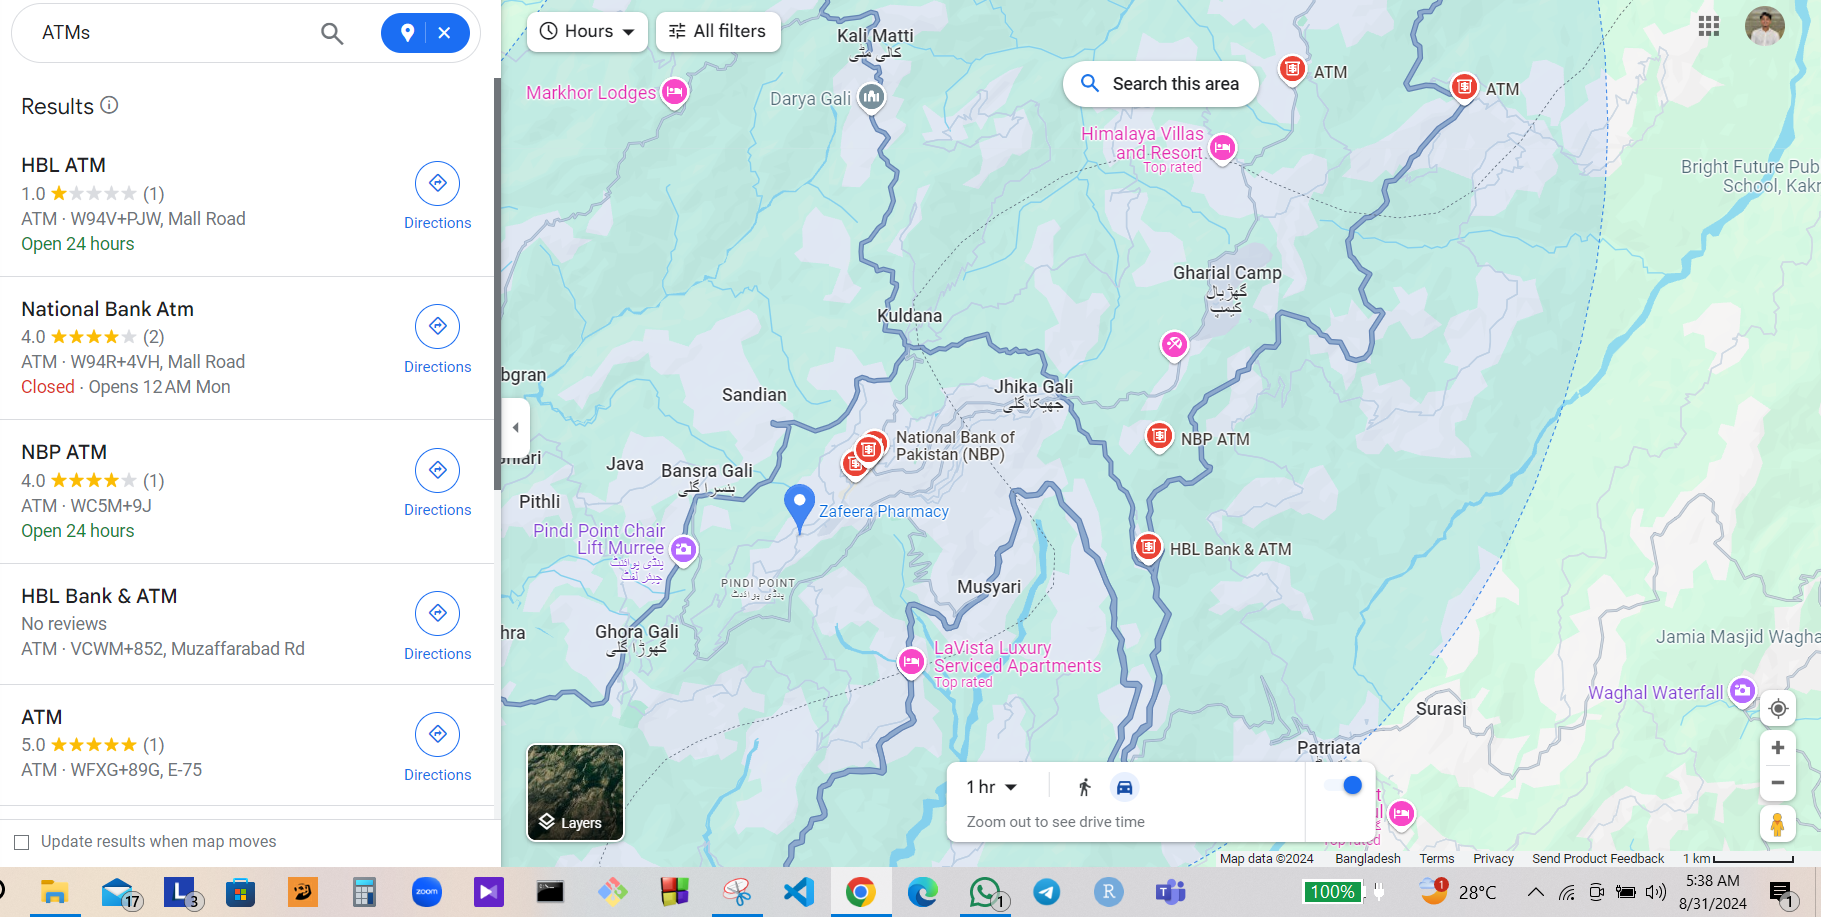 ATMs
Results
HBL ATM
1.0 (1)
ATM · W94V+PJW, Mall Road
Open 24 hours
Directions
National Bank Atm
4.0 (2)
ATM · W94R+4VH, Mall Road
Closed · Opens 12 AM Mon
Directions
NBP ATM
4.0 (1)
ATM · WC5M+9J
Open 24 hours
Directions
HBL Bank & ATM
No reviews
ATM · VCWM+852, Muzaffarabad Rd
Directions
ATM
5.0 (1)
ATM · WFXG+89G, E-75
Directions
Update results when map moves
Hours
All filters
Search this area
Kali Matti
کالی مٹی
Markhor Lodges
Darya Gali
ATM
ATM
Himalaya Villas
and Resort
Top rated
Bright Future Pub
School, Kakr
Gharial Camp
گھڑیال
کیمپ
Kuldana
bgran
Sandian
Jhika Gali
جھیکا گلی
National Bank of
Pakistan (NBP)
NBP ATM
Java
Bansra Gali
بنسرا گلی
Pithli
Zafeera Pharmacy
Pindi Point Chair
Lift Murree
پنڈی پوائنٹ
چیئر لفٹ
HBL Bank & ATM
PINDI POINT
پنڈی پوائنٹ
Musyari
hra
Ghora Gali
گھوڑا گلی
LaVista Luxury
Serviced Apartments
Top rated
Jamia Masjid Wagha
Waghal Waterfall
Surasi
Patriata
Layers
1 hr
Zoom out to see drive time
Top rated
Map data ©2024 Bangladesh Terms Privacy Send Product Feedback 1 km
17
L 3
zoom
1
R
100%
1
28°C
5:38 AM
8/31/2024
1